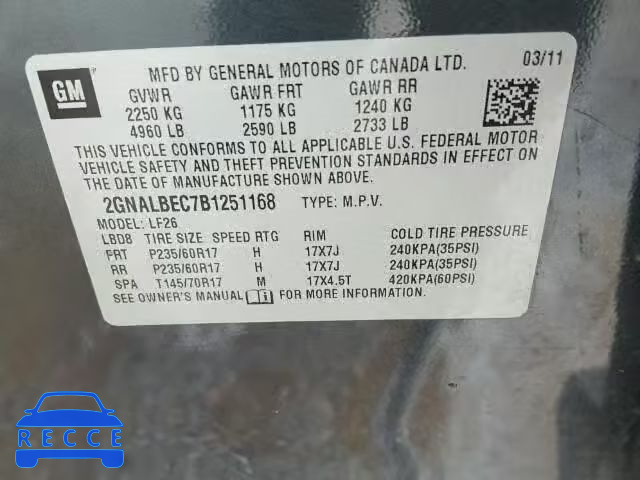 GM
MFD BY GENERAL MOTORS OF CANADA LTD. 03/11
GVWR GAWR FRT GAWR RR
2250 KG 1175 KG 1240 KG
4960 LB 2590 LB 2733 LB
THIS VEHICLE CONFORMS TO ALL APPLICABLE U.S. FEDERAL MOTOR
VEHICLE SAFETY AND THEFT PREVENTION STANDARDS IN EFFECT ON
THE DATE OF MANUFACTURE SHOWN ABOVE.
2GNALBEC7B1251168 TYPE: M.P.V.
MODEL: LF26
LBD8 TIRE SIZE SPEED RTG RIM COLD TIRE PRESSURE
FRT P235/60R17 H 17X7J 240KPA(35PSI)
RR P235/60R17 H 17X7J 240KPA(35PSI)
SPA T145/70R17 M 17X4.5T 420KPA(60PSI)
SEE OWNER'S MANUAL FOR MORE INFORMATION.
RECCE